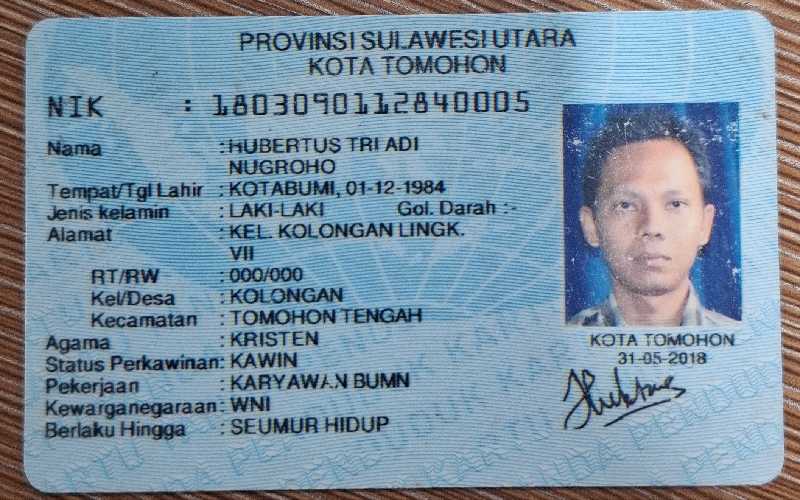 PROVINSI SULAWESI UTARA
KOTA TOMOHON
NIK : 1803090112840005
Nama : HUBERTUS TRI ADI
NUGROHO
Tempat/Tgl Lahir : KOTABUMI, 01-12-1984
Jenis kelamin : LAKI-LAKI Gol. Darah :-
Alamat : KEL. KOLONGAN LINGK.
VII
RT/RW : 000/000
Kel/Desa : KOLONGAN
Kecamatan : TOMOHON TENGAH
Agama : KRISTEN
Status Perkawinan: KAWIN
Pekerjaan : KARYAWAN BUMN
Kewarganegaraan: WNI
Berlaku Hingga : SEUMUR HIDUP
KOTA TOMOHON
31-05-2018